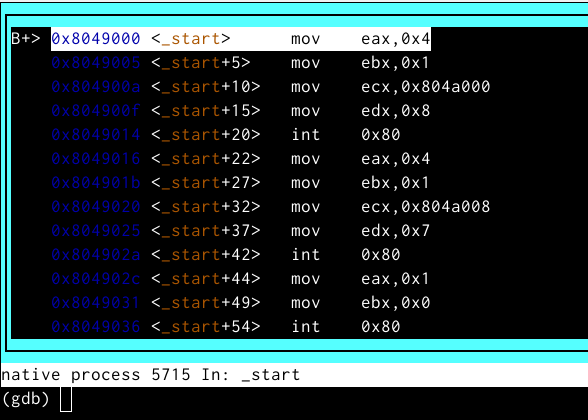 B+> 0x8049000 <_start> mov eax,0x4
0x8049005 <_start+5> mov ebx,0x1
0x804900a <_start+10> mov ecx,0x804a000
0x804900f <_start+15> mov edx,0x8
0x8049014 <_start+20> int 0x80
0x8049016 <_start+22> mov eax,0x4
0x804901b <_start+27> mov ebx,0x1
0x8049020 <_start+32> mov ecx,0x804a008
0x8049025 <_start+37> mov edx,0x7
0x804902a <_start+42> int 0x80
0x804902c <_start+44> mov eax,0x1
0x8049031 <_start+49> mov ebx,0x0
0x8049036 <_start+54> int 0x80
native process 5715 In: _start
(gdb)